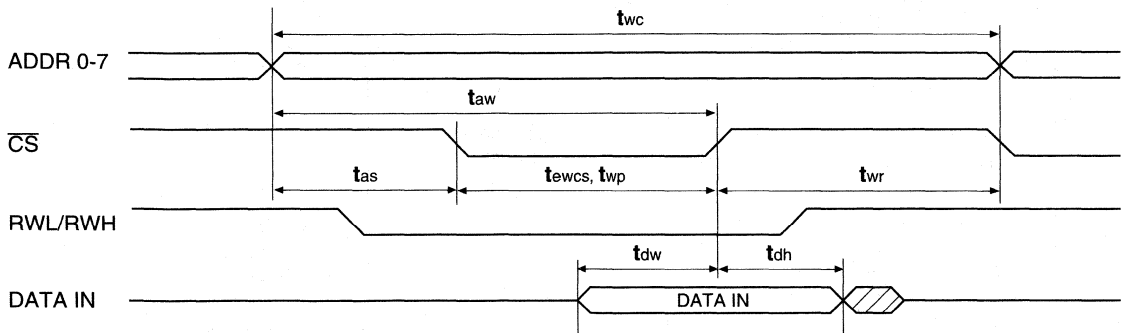 twc
ADDR 0-7
taw
CS
tas
tewcs, twp
twr
RWL/RWH
tdw
tdh
DATA IN
DATA IN